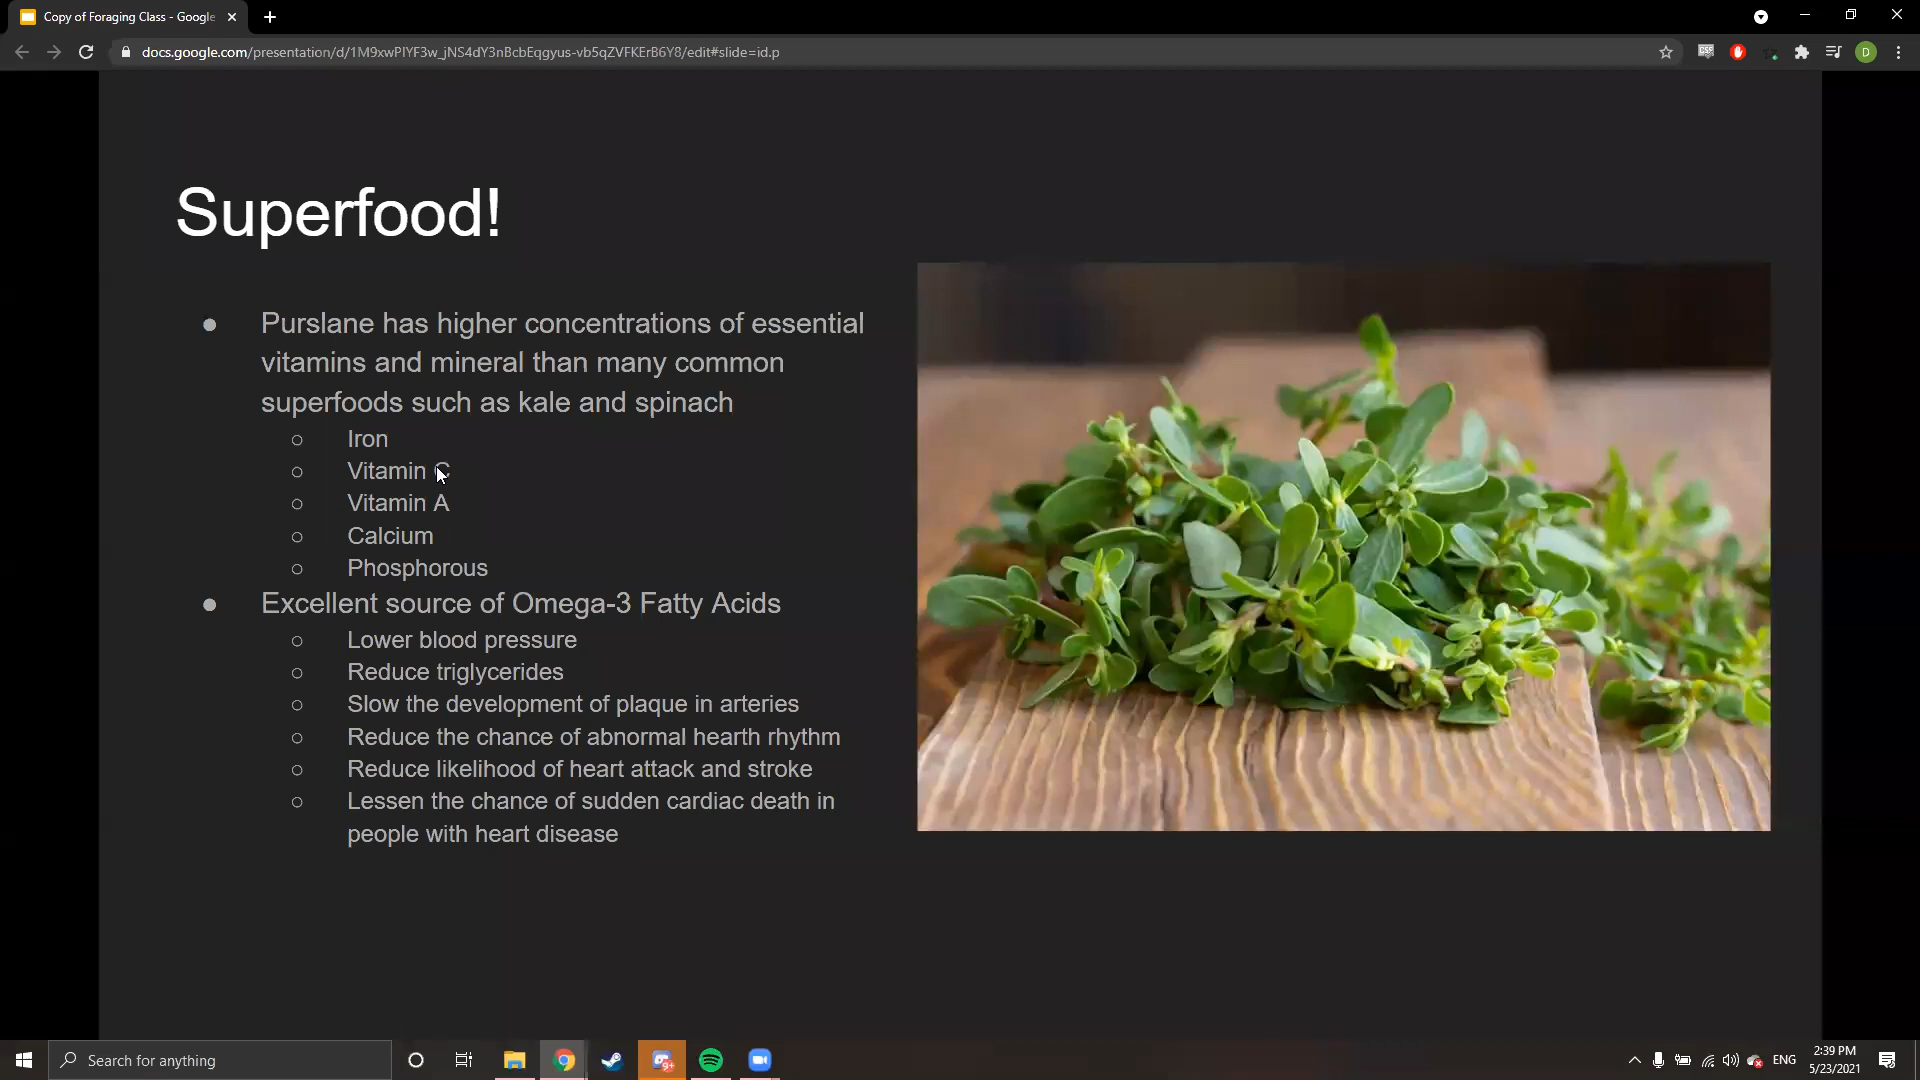 Copy of Foraging Class - Google
docs.google.com/presentation/d/1M9xwPlYF3w_jNS4dY3nBcbEqgyus-vb5qZVFKErB6Y8/edit#slide=id.p
D
Superfood!
Purslane has higher concentrations of essential
vitamins and mineral than many common
superfoods such as kale and spinach
Iron
Vitamin C
Vitamin A
Calcium
Phosphorous
Excellent source of Omega-3 Fatty Acids
Lower blood pressure
Reduce triglycerides
Slow the development of plaque in arteries
Reduce the chance of abnormal hearth rhythm
Reduce likelihood of heart attack and stroke
Lessen the chance of sudden cardiac death in
people with heart disease
Search for anything
9+
ENG
2:39 PM
5/23/2021